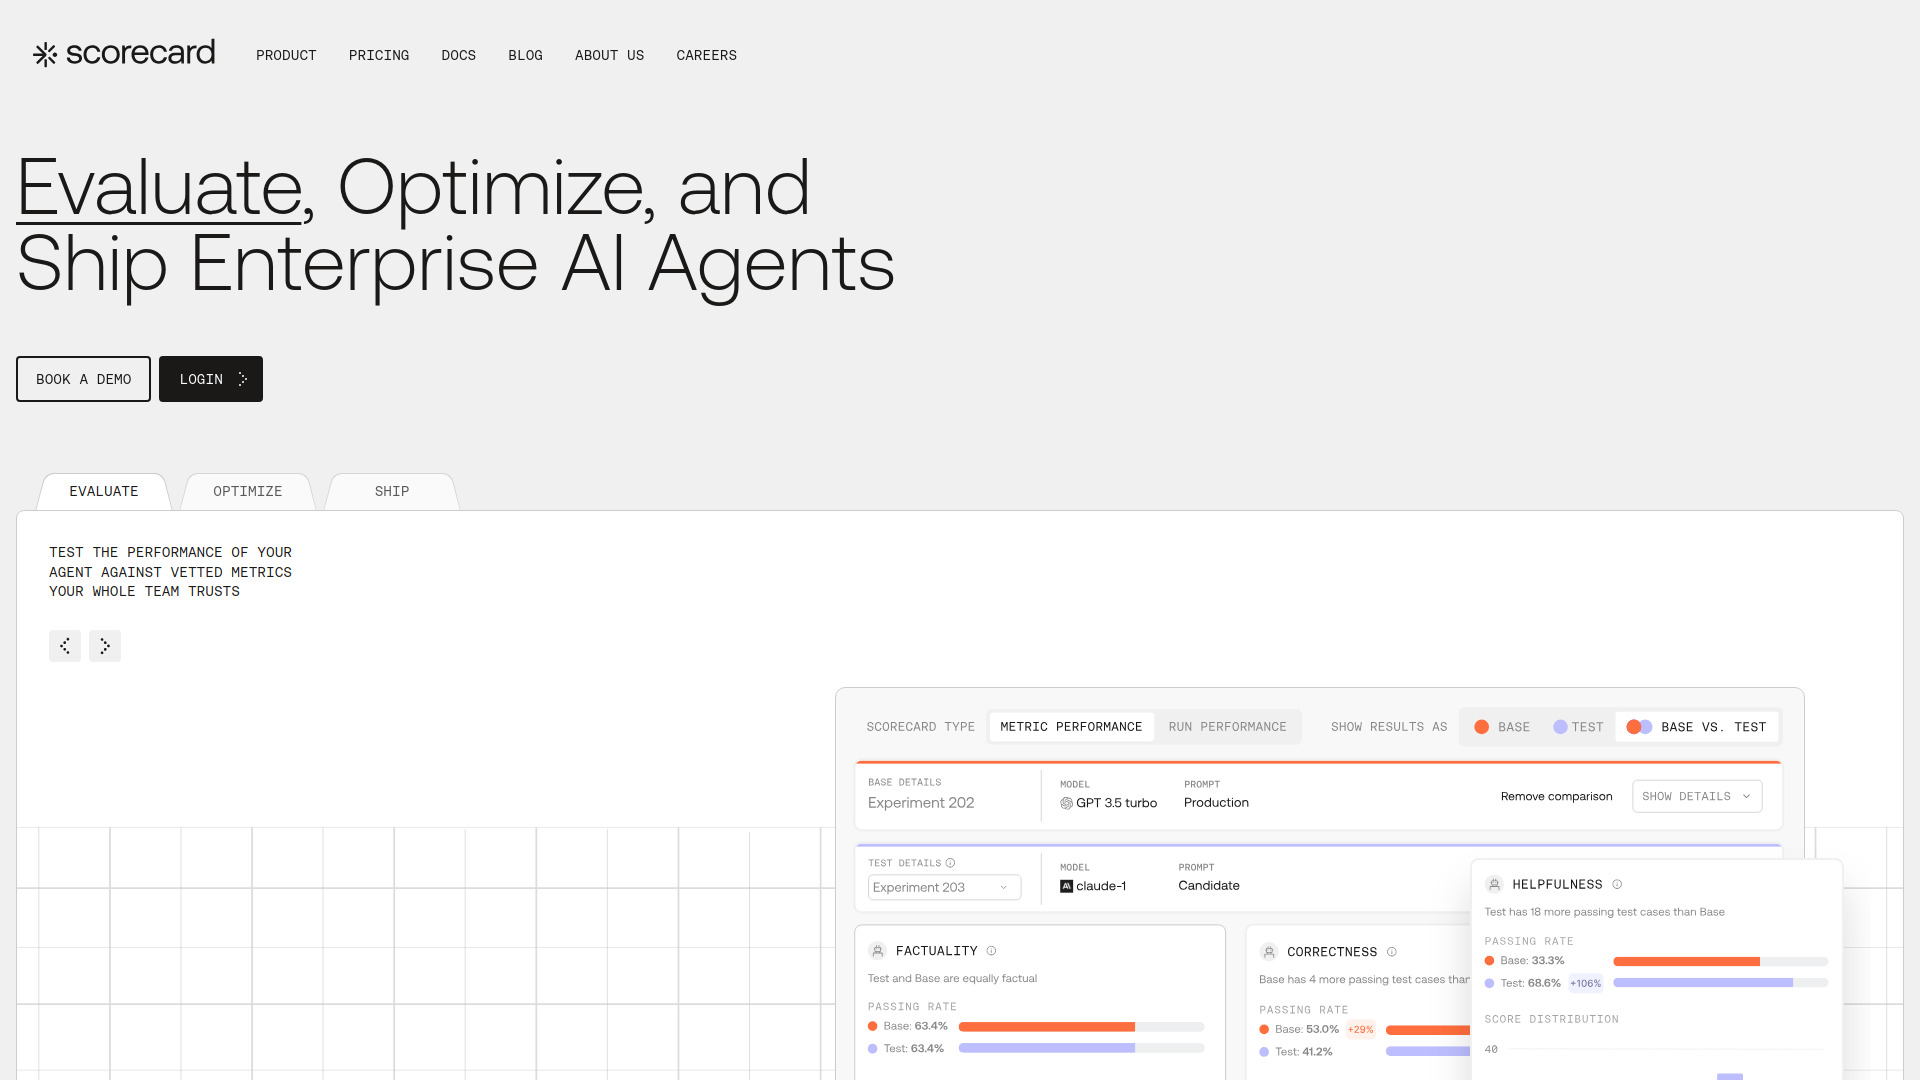 scorecard
PRODUCT
PRICING
DOCS
BLOG
ABOUT US
CAREERS
Evaluate, Optimize, and
Ship Enterprise AI Agents
BOOK A DEMO
LOGIN
EVALUATE
OPTIMIZE
SHIP
TEST THE PERFORMANCE OF YOUR
AGENT AGAINST VETTED METRICS
YOUR WHOLE TEAM TRUSTS
SCORECARD TYPE
METRIC PERFORMANCE
RUN PERFORMANCE
SHOW RESULTS AS
BASE
TEST
BASE VS. TEST
BASE DETAILS
Experiment 202
MODEL
GPT 3.5 turbo
PROMPT
Production
Remove comparison
SHOW DETAILS
TEST DETAILS
Experiment 203
MODEL
claude-1
PROMPT
Candidate
FACTUALITY
Test and Base are equally factual
PASSING RATE
Base: 63.4%
Test: 63.4%
CORRECTNESS
Base has 4 more passing test cases than
PASSING RATE
Base: 53.0% +29%
Test: 41.2%
HELPFULNESS
Test has 18 more passing test cases than Base
PASSING RATE
Base: 33.3%
Test: 68.6% +106%
SCORE DISTRIBUTION
40